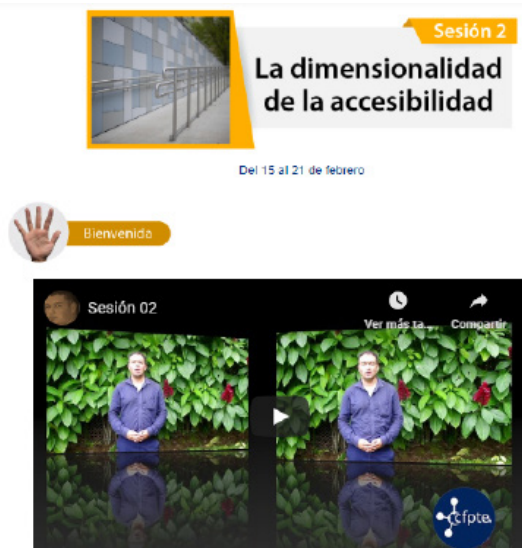 Sesión 2
La dimensionalidad
de la accesibilidad
Del 15 al 21 de febrero
Bienvenida
Sesión 02
Ver más ta...
Compartir
cfpte